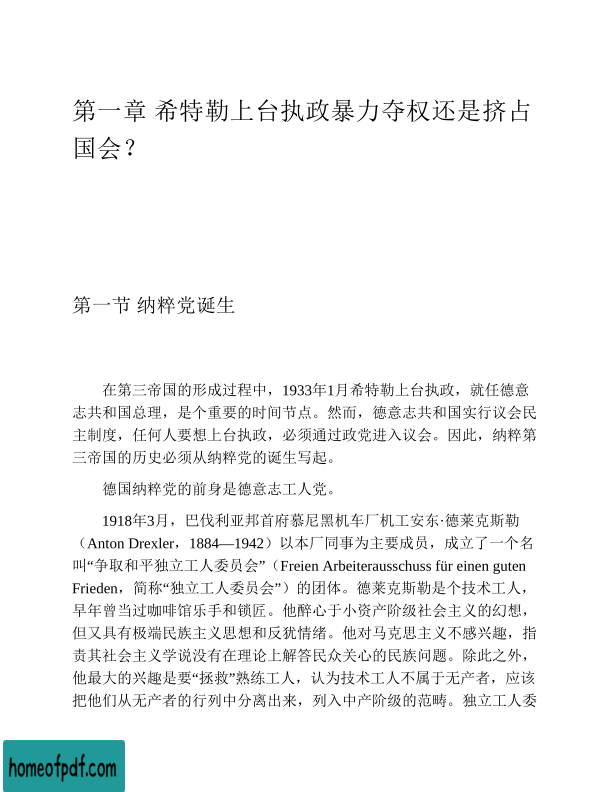 第一章 希特勒上台执政暴力夺权还是挤占
国会？
第一节 纳粹党诞生
在第三帝国的形成过程中，1933年1月希特勒上台执政，就任德意
志共和国总理，是个重要的时间节点。然而，德意志共和国实行议会民
主制度，任何人要想上台执政，必须通过政党进入议会。因此，纳粹第
三帝国的历史必须从纳粹党的诞生写起。
德国纳粹党的前身是德意志工人党。
1918年3月，巴伐利亚邦首府慕尼黑机车厂机工安东·德莱克斯勒
（Anton Drexler，1884—1942）以本厂同事为主要成员，成立了一个名
叫“争取和平独立工人委员会”（Freien Arbeiterausschuss für einen guten
Frieden，简称“独立工人委员会”）的团体。德莱克斯勒是个技术工人，
早年曾当过咖啡馆乐手和锁匠。他醉心于小资产阶级社会主义的幻想，
但又具有极端民族主义思想和反犹情绪。他对马克思主义不感兴趣，指
责其社会主义学说没有在理论上解答民众关心的民族问题。除此之外，
他最大的兴趣是要“拯救”熟练工人，认为技术工人不属于无产者，应该
把他们从无产者的行列中分离出来，列入中产阶级的范畴。独立工人委
homeofpdf.com